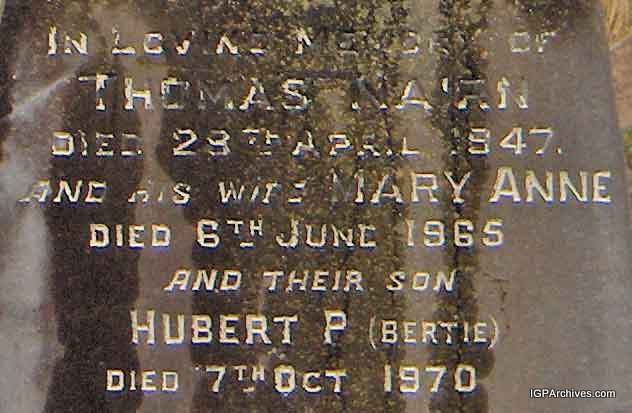 IN LOVING MEMORY OF
THOMAS NAIRN
DIED 29TH APRIL 1947.
AND HIS WIFE MARY ANNE
DIED 6TH JUNE 1965
AND THEIR SON
HUBERT P (BERTIE)
DIED 7TH OCT 1970
IGPArchives.com